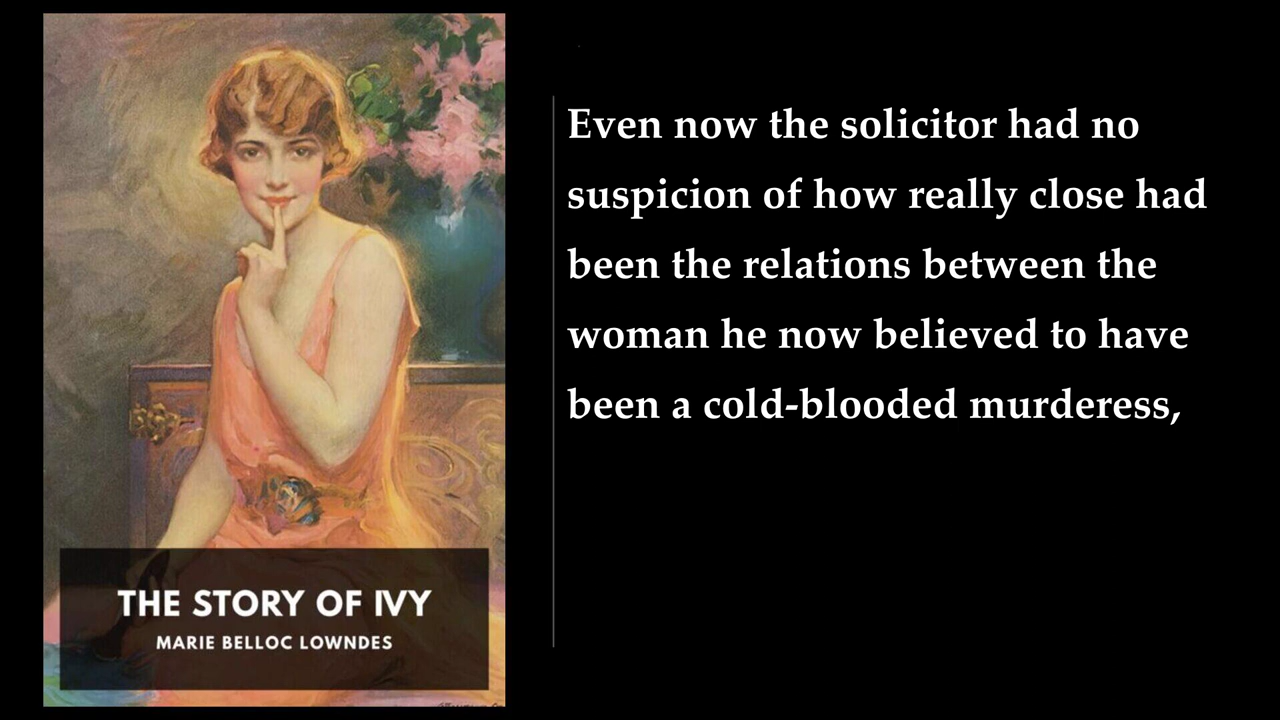 THE STORY OF IVY
MARIE BELLOC LOWNDES
Even now the solicitor had no
suspicion of how really close had
been the relations between the
woman he now believed to have
been a cold-blooded murderess,